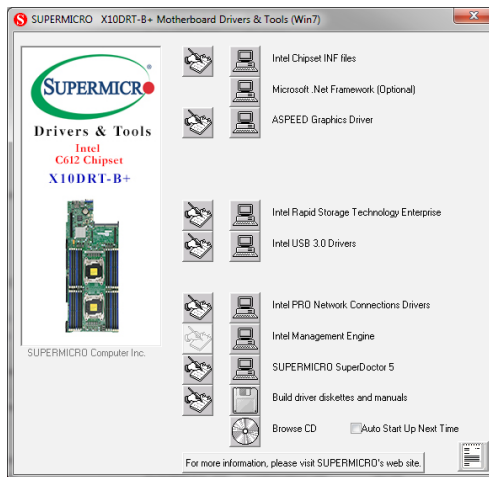 SUPERMICRO X10DRT-B+ Motherboard Drivers & Tools (Win7)
SUPERMICR
Drivers & Tools
Intel
C612 Chipset
X10DRT-B+
SUPERMICRO Computer Inc.
Intel Chipset INF files
Microsoft .Net Framework (Optional)
ASPEED Graphics Driver
Intel Rapid Storage Technology Enterprise
Intel USB 3.0 Drivers
Intel PRO Network Connections Drivers
Intel Management Engine
SUPERMICRO SuperDoctor 5
Build driver diskettes and manuals
Browse CD
Auto Start Up Next Time
For more information, please visit SUPERMICRO's web site.